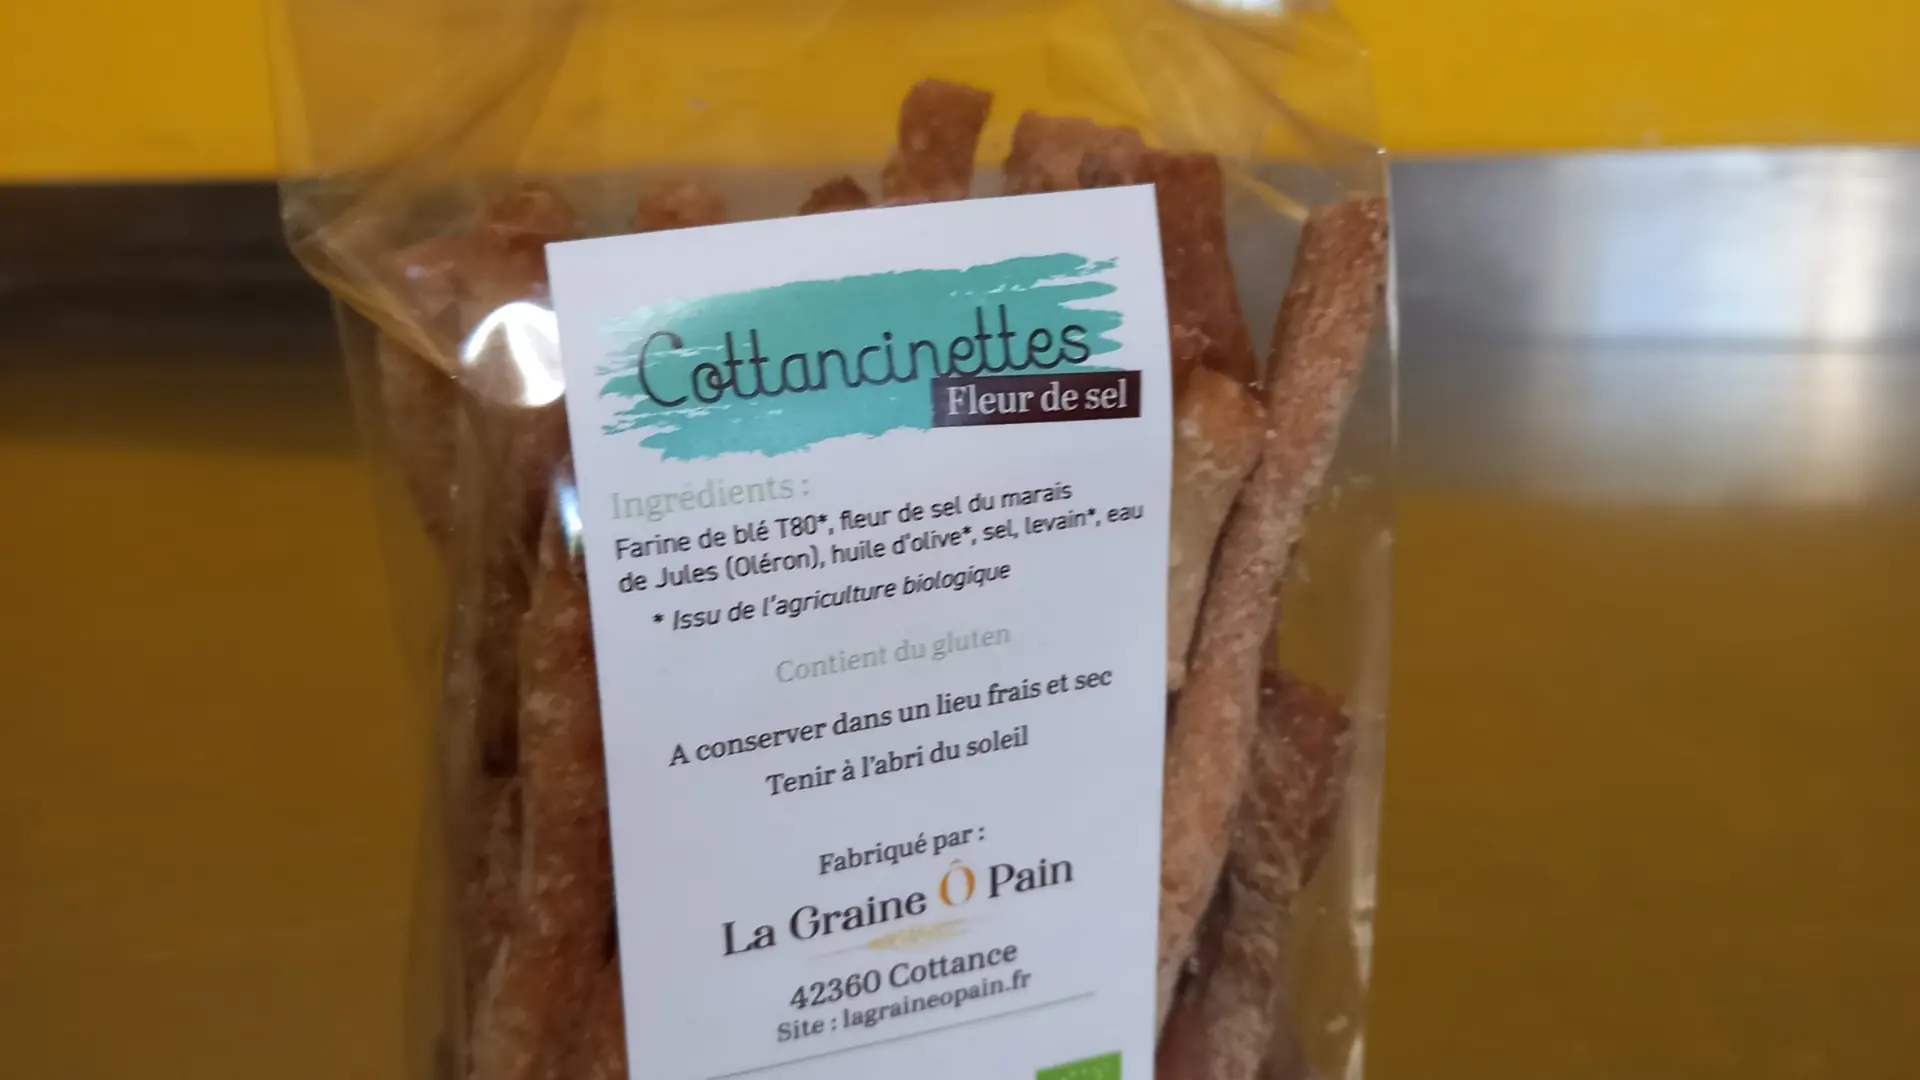 Cottancinettes
Fleur de sel
Ingrédients :
Farine de blé T80*, fleur de sel du marais
de Jules (Oléron), huile d'olive*, sel, levain*, eau
* Issu de l'agriculture biologique
Contient du gluten
A conserver dans un lieu frais et sec
Tenir à l'abri du soleil
Fabriqué par :
La Graine Ô Pain
42360 Cottance
Site : lagraineopain.fr